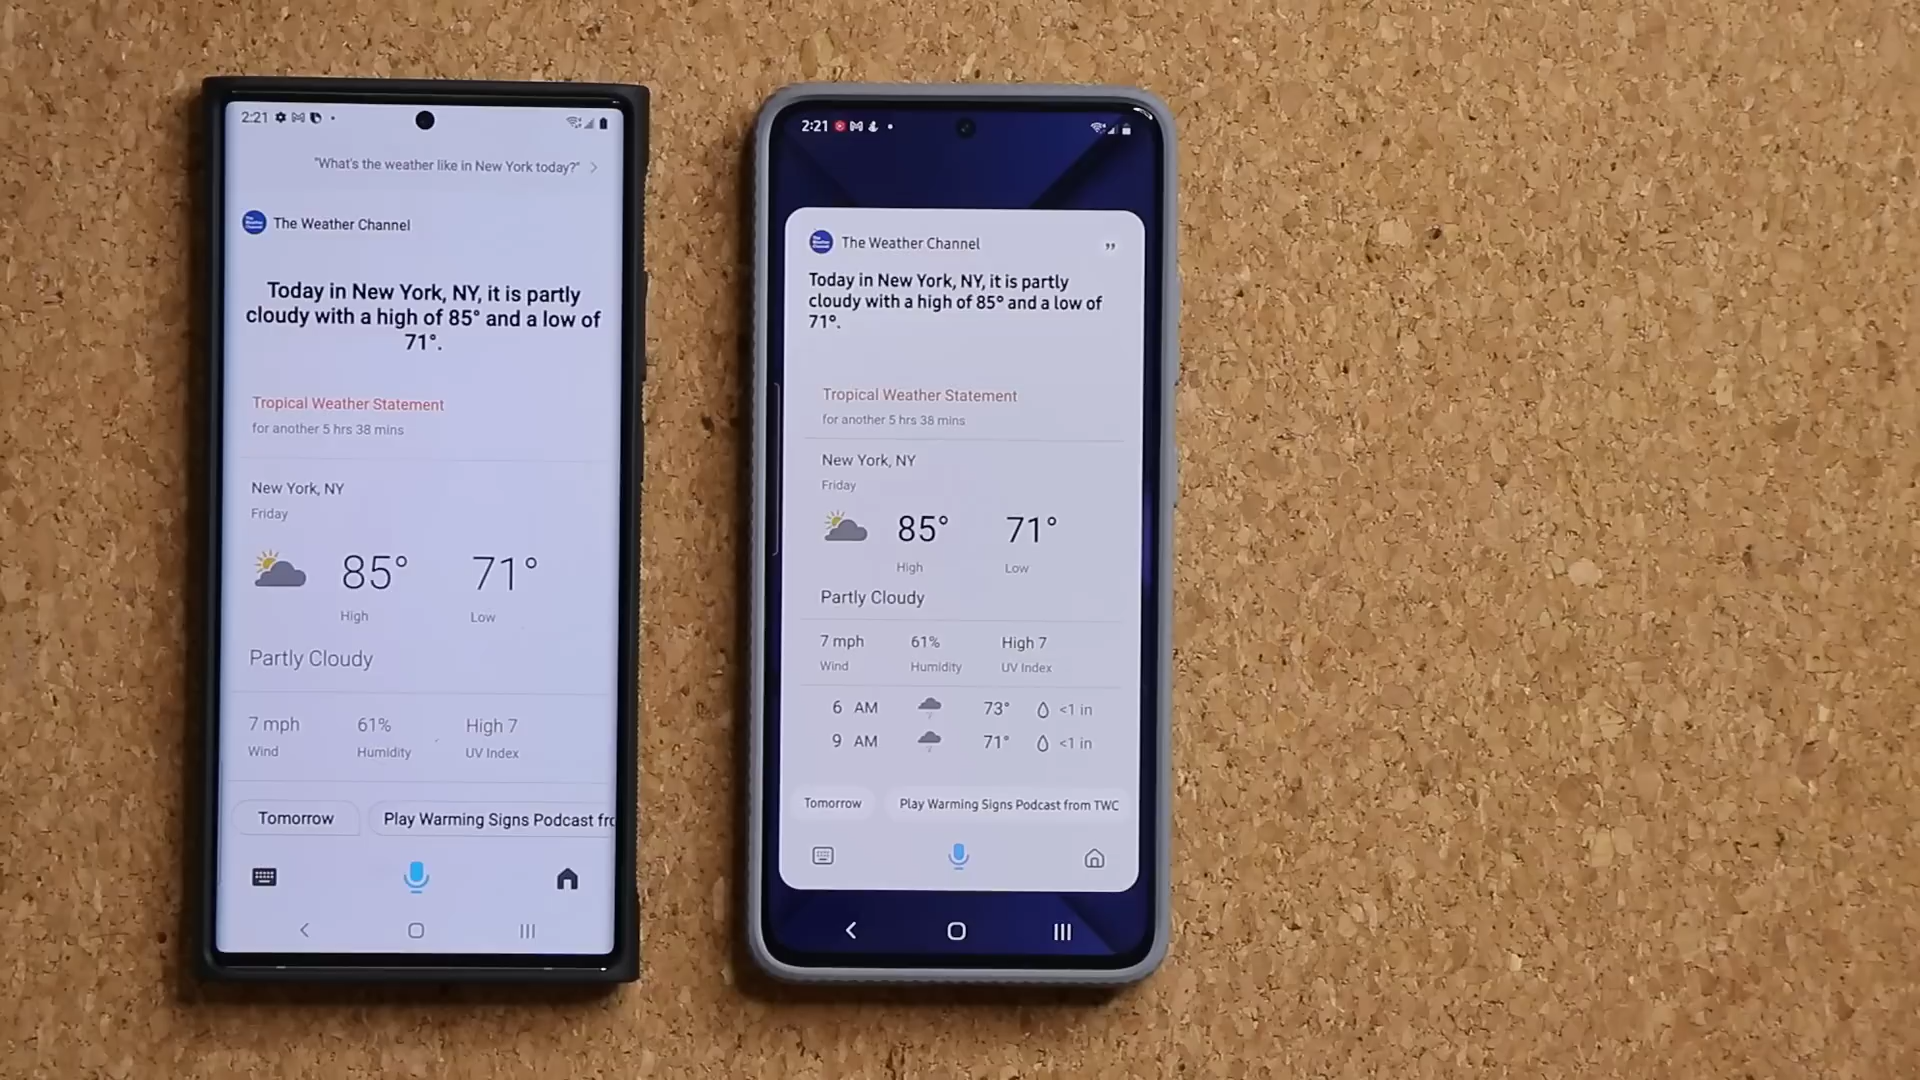 2:21
"What's the weather like in New York today?"
The Weather Channel
Today in New York, NY, it is partly
cloudy with a high of 85° and a low of
71°.
Tropical Weather Statement
for another 5 hrs 38 mins
New York, NY
Friday
85° 71°
High Low
Partly Cloudy
7 mph 61% High 7
Wind Humidity UV Index
Tomorrow Play Warming Signs Podcast frc
2:21
The Weather Channel
Today in New York, NY, it is partly
cloudy with a high of 85° and a low of
71°.
Tropical Weather Statement
for another 5 hrs 38 mins
New York, NY
Friday
85° 71°
High Low
Partly Cloudy
7 mph 61% High 7
Wind Humidity UV Index
6 AM 73° <1 in
9 AM 71° <1 in
Tomorrow Play Warming Signs Podcast from TWC